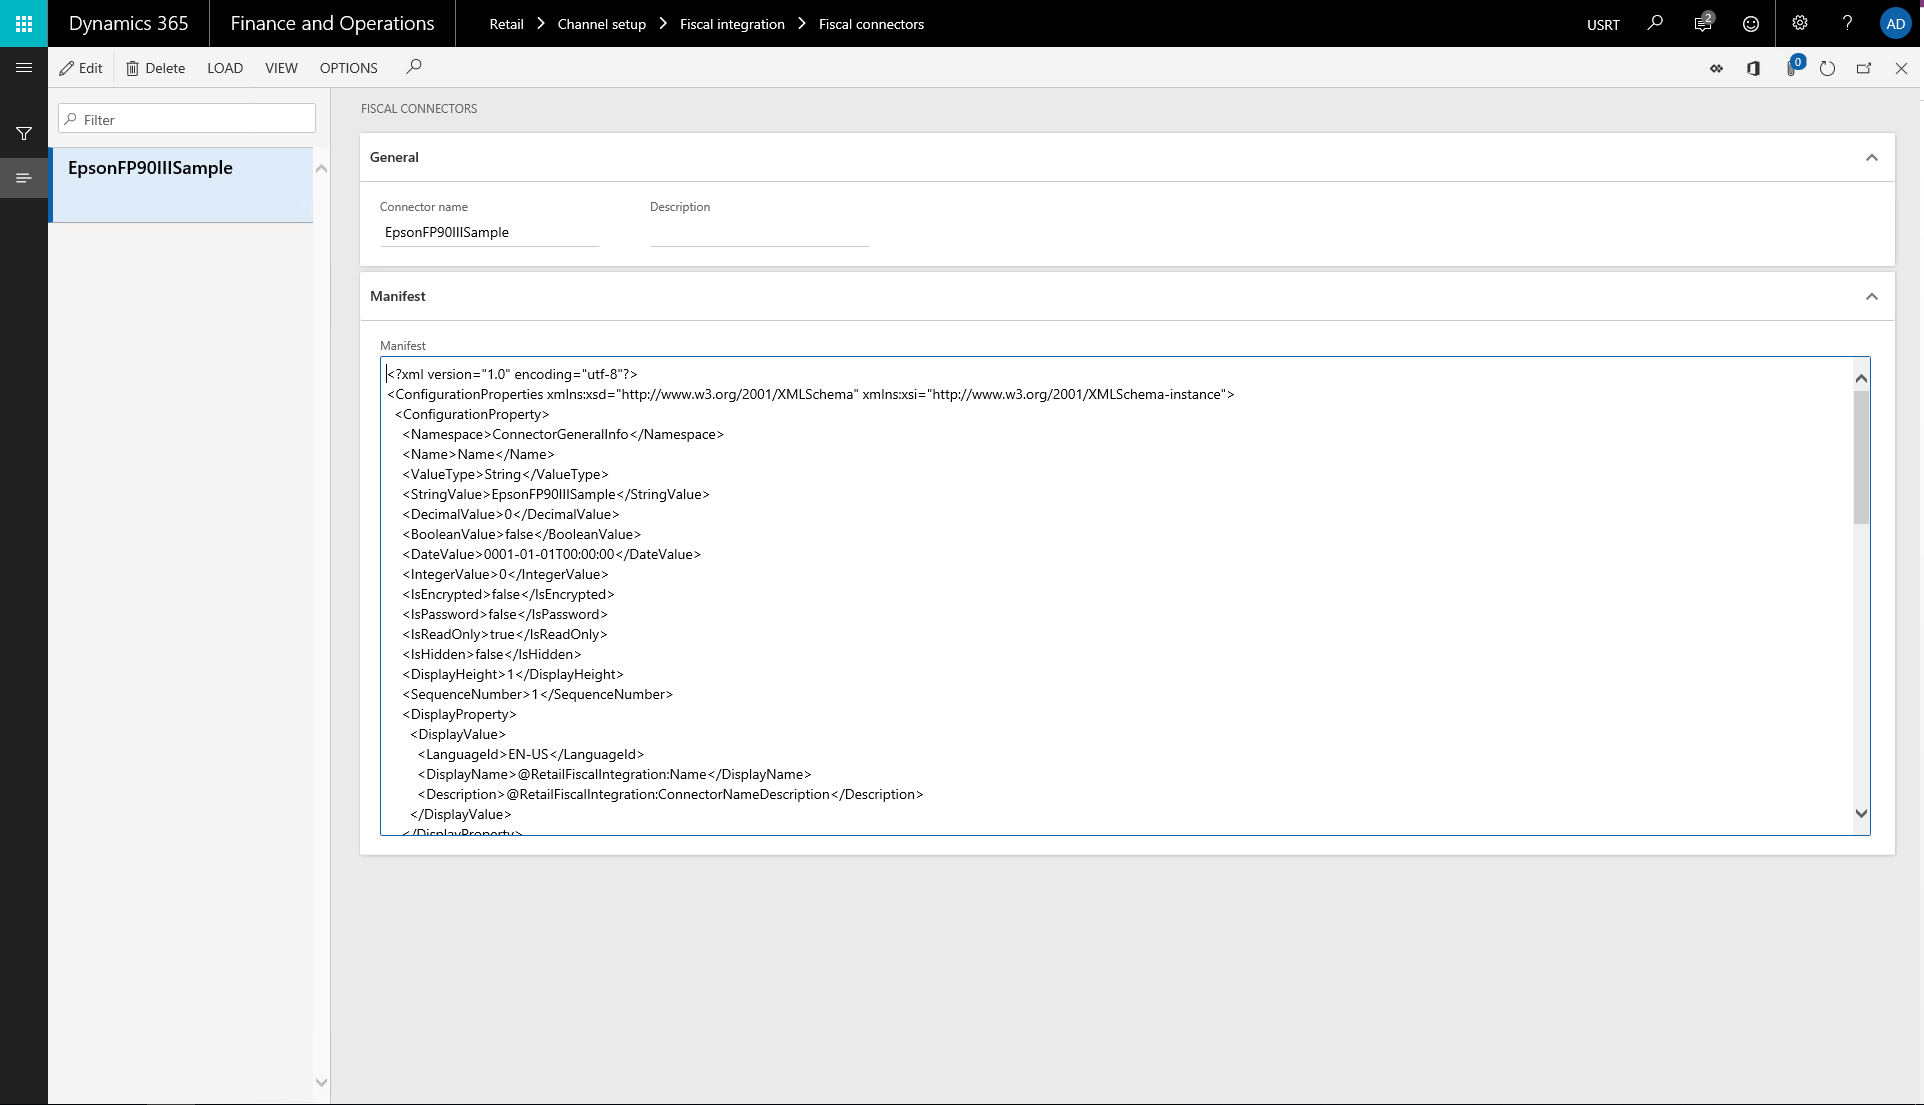 Dynamics 365
Finance and Operations
Retail > Channel setup > Fiscal integration > Fiscal connectors
USRT
2
?
AD
Edit
Delete
LOAD
VIEW
OPTIONS
0
Filter
EpsonFP90IIISample
FISCAL CONNECTORS
General
Connector name
Description
EpsonFP90IIISample
Manifest
Manifest
<?xml version="1.0" encoding="utf-8"?>
<ConfigurationProperties xmlns:xsd="http://www.w3.org/2001/XMLSchema" xmlns:xsi="http://www.w3.org/2001/XMLSchema-instance">
<ConfigurationProperty>
<Namespace>ConnectorGeneralInfo</Namespace>
<Name>Name</Name>
<ValueType>String</ValueType>
<StringValue>EpsonFP90IIISample</StringValue>
<DecimalValue>0</DecimalValue>
<BooleanValue>false</BooleanValue>
<DateValue>0001-01-01T00:00:00</DateValue>
<IntegerValue>0</IntegerValue>
<IsEncrypted>false</IsEncrypted>
<IsPassword>false</IsPassword>
<IsReadOnly>true</IsReadOnly>
<IsHidden>false</IsHidden>
<DisplayHeight>1</DisplayHeight>
<SequenceNumber>1</SequenceNumber>
<DisplayProperty>
<DisplayValue>
<LanguageId>EN-US</LanguageId>
<DisplayName>@RetailFiscalIntegration:Name</DisplayName>
<Description>@RetailFiscalIntegration:ConnectorNameDescription</Description>
</DisplayValue>
</DisplayProperty>